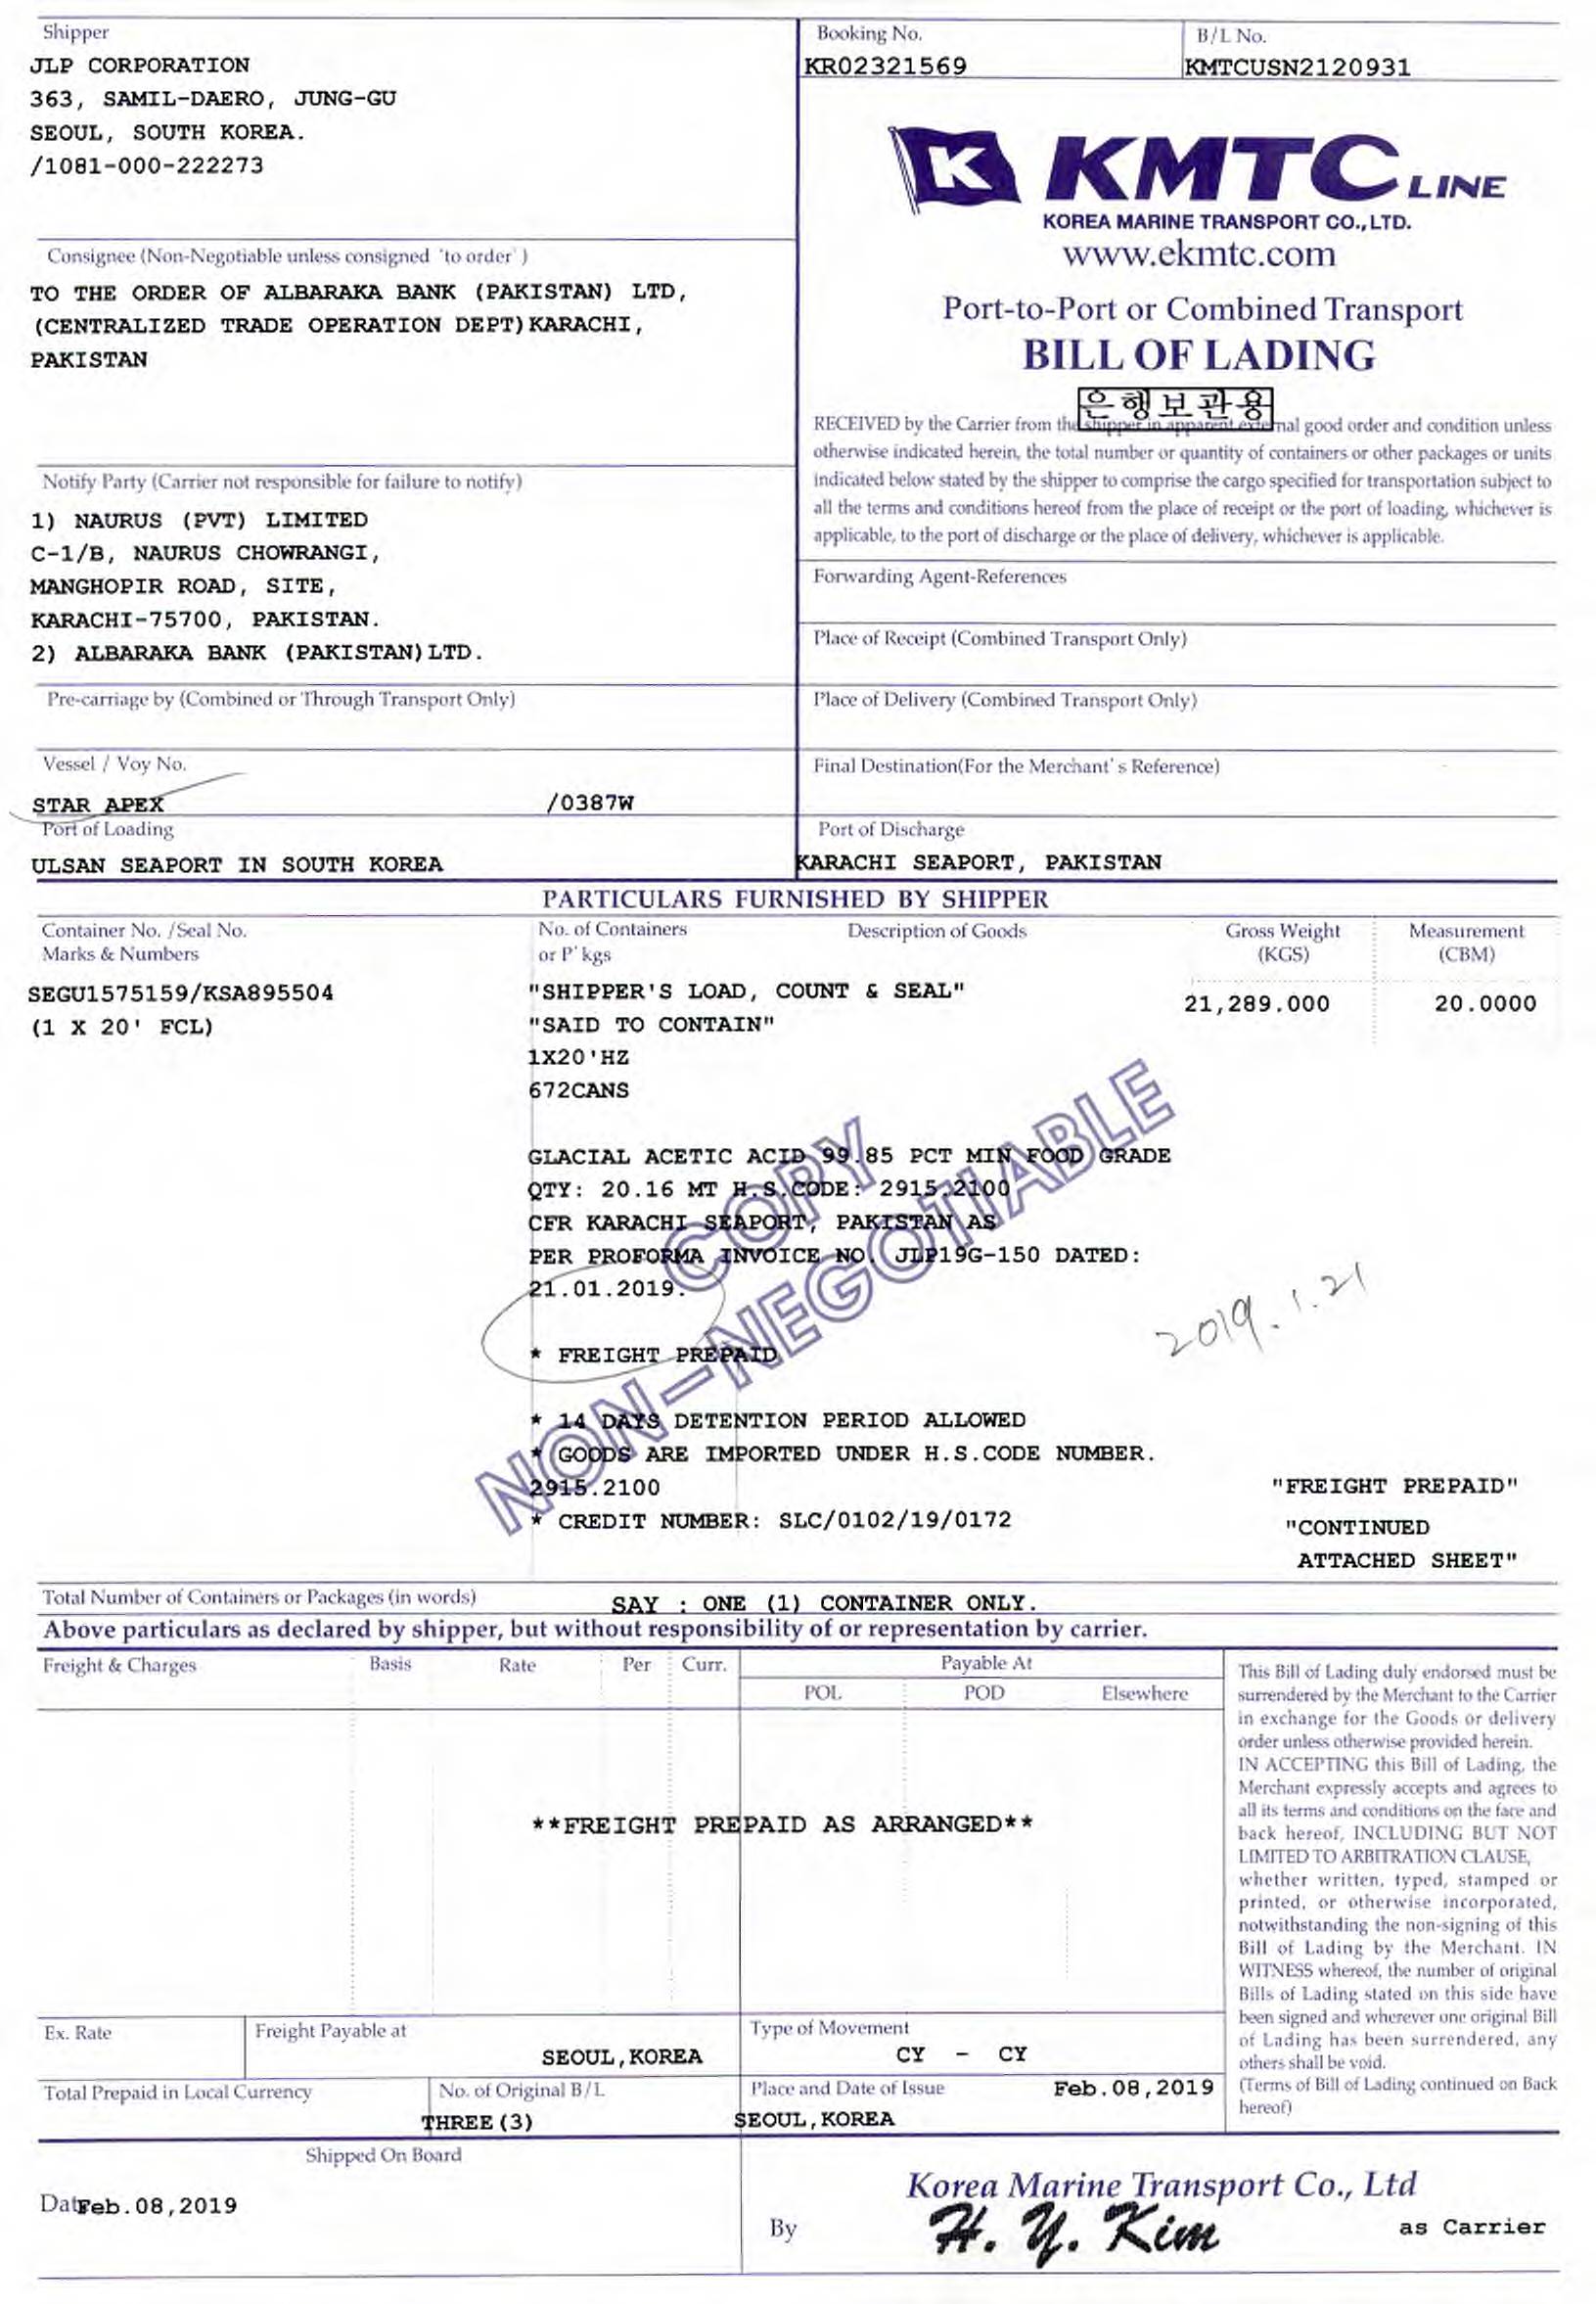 Shipper
JLP CORPORATION
363, SAMIL-DAERO, JUNG-GU
SEOUL, SOUTH KOREA.
/1081-000-222273
Booking No.
KR02321569
B/L No.
KMTCUSN2120931
K KMTC LINE
KOREA MARINE TRANSPORT CO., LTD.
www.ekmtc.com
Port-to-Port or Combined Transport
BILL OF LADING
은행보관용
Consignee (Non-Negotiable unless consigned 'to order')
TO THE ORDER OF ALBARAKA BANK (PAKISTAN) LTD,
(CENTRALIZED TRADE OPERATION DEPT)KARACHI,
PAKISTAN
RECEIVED by the Carrier from the shipper in apparent external good order and condition unless
otherwise indicated herein, the total number or quantity of containers or other packages or units
indicated below stated by the shipper to comprise the cargo specified for transportation subject to
all the terms and conditions hereof from the place of receipt or the port of loading, whichever is
applicable, to the port of discharge or the place of delivery, whichever is applicable.
Notify Party (Carrier not responsible for failure to notify)
1) NAURUS (PVT) LIMITED
C-1/B, NAURUS CHOWRANGI,
MANGHOPIR ROAD, SITE,
KARACHI-75700, PAKISTAN.
2) ALBARAKA BANK (PAKISTAN)LTD.
Forwarding Agent-References
Place of Receipt (Combined Transport Only)
Pre-carriage by (Combined or Through Transport Only)
Place of Delivery (Combined Transport Only)
Vessel / Voy No.
STAR APEX /0387W
Final Destination(For the Merchant's Reference)
Port of Loading
ULSAN SEAPORT IN SOUTH KOREA
Port of Discharge
KARACHI SEAPORT, PAKISTAN
PARTICULARS FURNISHED BY SHIPPER
Container No. /Seal No.
Marks & Numbers
No. of Containers
or P'kgs
Description of Goods
Gross Weight
(KGS)
Measurement
(CBM)
SEGU1575159/KSA895504
(1 X 20' FCL)
"SHIPPER'S LOAD, COUNT & SEAL"
"SAID TO CONTAIN"
1X20'HZ
672CANS
21,289.000
20.0000
GLACIAL ACETIC ACID 99.85 PCT MIN FOOD GRADE
QTY: 20.16 MT H.S.CODE: 2915.2100
CFR KARACHI SEAPORT, PAKISTAN AS
PER PROFORMA INVOICE NO. JLP19G-150 DATED:
21.01.2019.
2019.1.21
COPY
NON-NEGOTIABLE
* FREIGHT PREPAID
* 14 DAYS DETENTION PERIOD ALLOWED
* GOODS ARE IMPORTED UNDER H.S.CODE NUMBER.
2915.2100
* CREDIT NUMBER: SLC/0102/19/0172
"FREIGHT PREPAID"
"CONTINUED
ATTACHED SHEET"
Total Number of Containers or Packages (in words)
SAY : ONE (1) CONTAINER ONLY.
Above particulars as declared by shipper, but without responsibility of or representation by carrier.
Freight & Charges
Basis
Rate
Per
Curr.
Payable At
POL
POD
Elsewhere
**FREIGHT PREPAID AS ARRANGED**
This Bill of Lading duly endorsed must be
surrendered by the Merchant to the Carrier
in exchange for the Goods or delivery
order unless otherwise provided herein.
IN ACCEPTING this Bill of Lading, the
Merchant expressly accepts and agrees to
all its terms and conditions on the face and
back hereof, INCLUDING BUT NOT
LIMITED TO ARBITRATION CLAUSE,
whether written, typed, stamped or
printed, or otherwise incorporated,
notwithstanding the non-signing of this
Bill of Lading by the Merchant. IN
WITNESS whereof, the number of original
Bills of Lading stated on this side have
been signed and wherever one original Bill
of Lading has been surrendered, any
others shall be void.
(Terms of Bill of Lading continued on Back
hereof)
Ex. Rate
Freight Payable at
SEOUL,KOREA
Type of Movement
CY - CY
Total Prepaid in Local Currency
No. of Original B/L
THREE(3)
Place and Date of Issue
Feb.08,2019
SEOUL,KOREA
Shipped On Board
Date Feb.08,2019
Korea Marine Transport Co., Ltd
By
H. Y. Kim
as Carrier